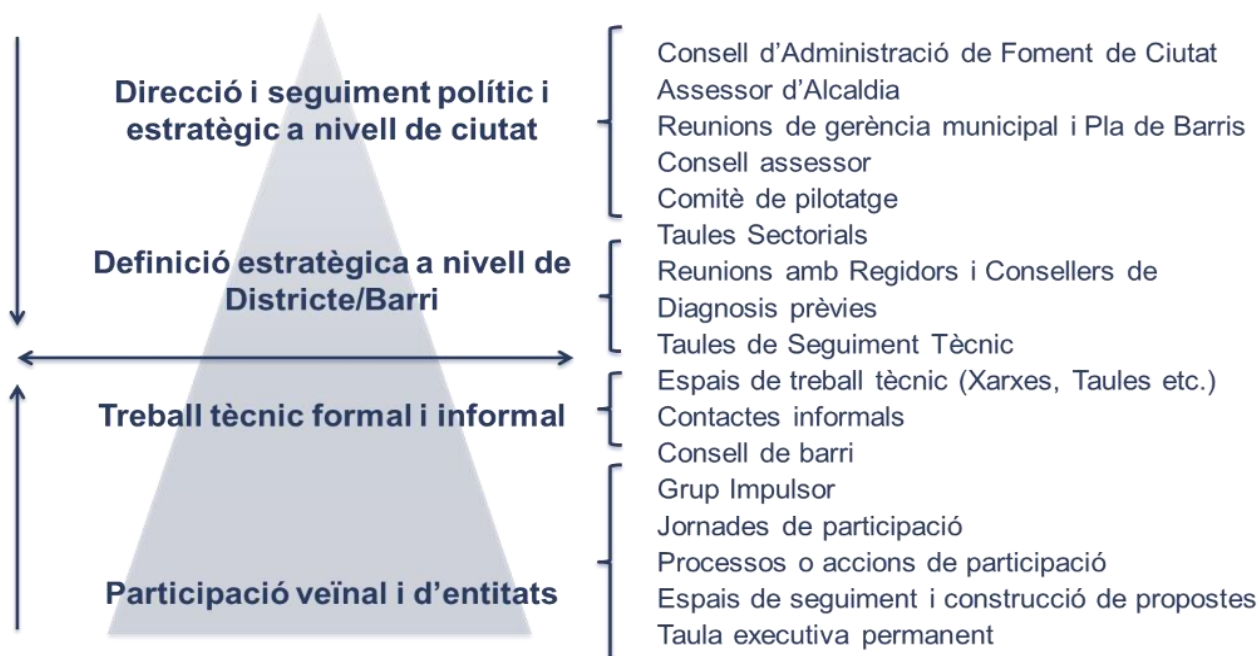 Direcció i seguiment polític i
estratègic a nivell de ciutat
Definició estratègica a nivell de
Districte/Barri
Treball tècnic formal i informal
Participació veïnal i d'entitats
Consell d'Administració de Foment de Ciutat
Assessor d'Alcaldia
Reunions de gerència municipal i Pla de Barris
Consell assessor
Comitè de pilotatge
Taules Sectorials
Reunions amb Regidors i Consellers de
Diagnosis prèvies
Taules de Seguiment Tècnic
Espais de treball tècnic (Xarxes, Taules etc.)
Contactes informals
Consell de barri
Grup Impulsor
Jornades de participació
Processos o accions de participació
Espais de seguiment i construcció de propostes
Taula executiva permanent